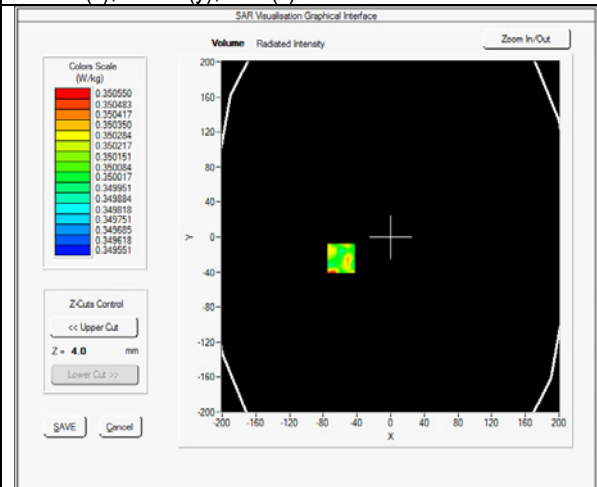 SAR Visualisation Graphical Interface
Volume Radiated Intensity
Zoom In/Out
Colors Scale
(W/kg)
0.350550
0.350483
0.350417
0.350350
0.350284
0.350217
0.350151
0.350084
0.350017
0.349951
0.349884
0.349818
0.349751
0.349685
0.349618
0.349551
200
160
120
80
40
0
-40
-80
-120
-160
-200
Y
-200 -160 -120 -80 -40 0 40 80 120 160 200
X
Z-Cuts Control
<< Upper Cut
Z = 4.0 mm
Lower Cut >>
SAVE Cancel